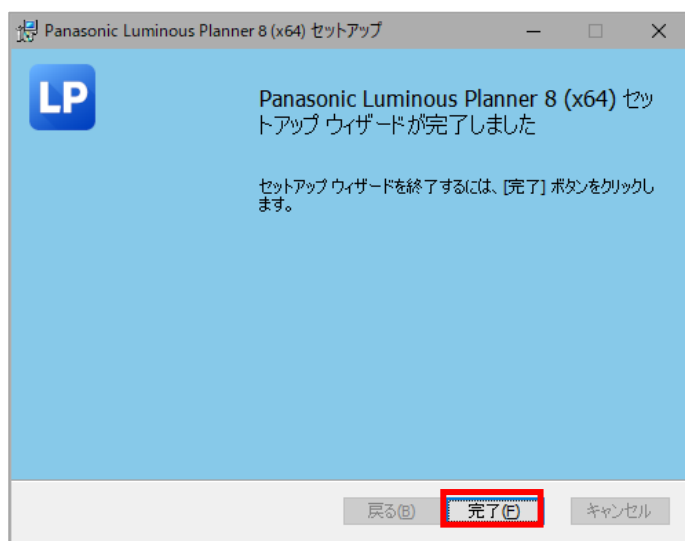 Panasonic Luminous Planner 8 (x64) セットアップ
LP
Panasonic Luminous Planner 8 (x64) セッ
トアップ ウィザードが完了しました
セットアップ ウィザードを終了するには、[完了] ボタンをクリックし
ます。
戻る(B) 完了(F) キャンセル